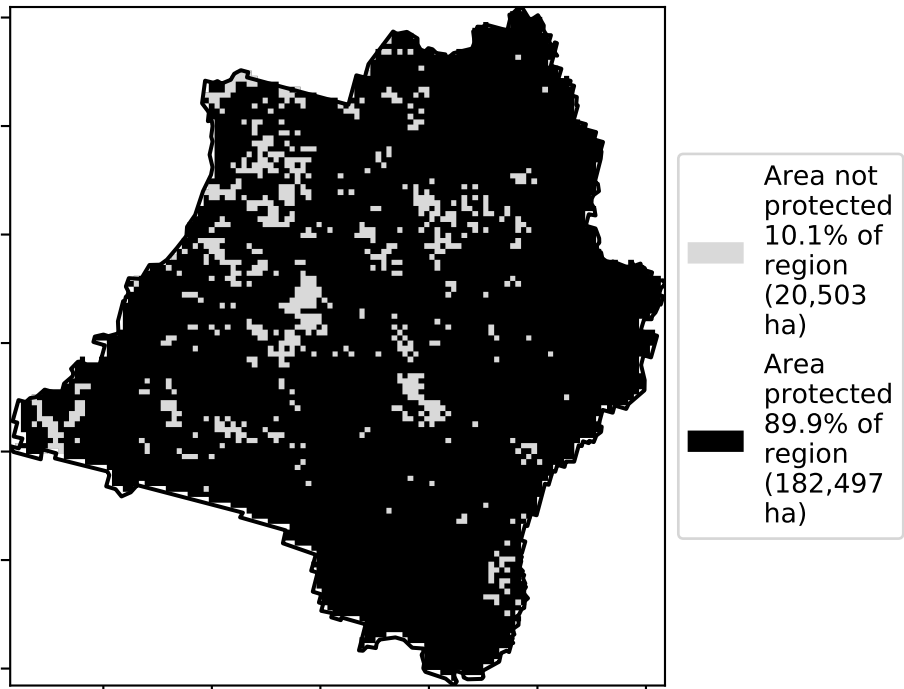 Area not
protected
10.1% of
region
(20,503
ha)
Area
protected
89.9% of
region
(182,497
ha)